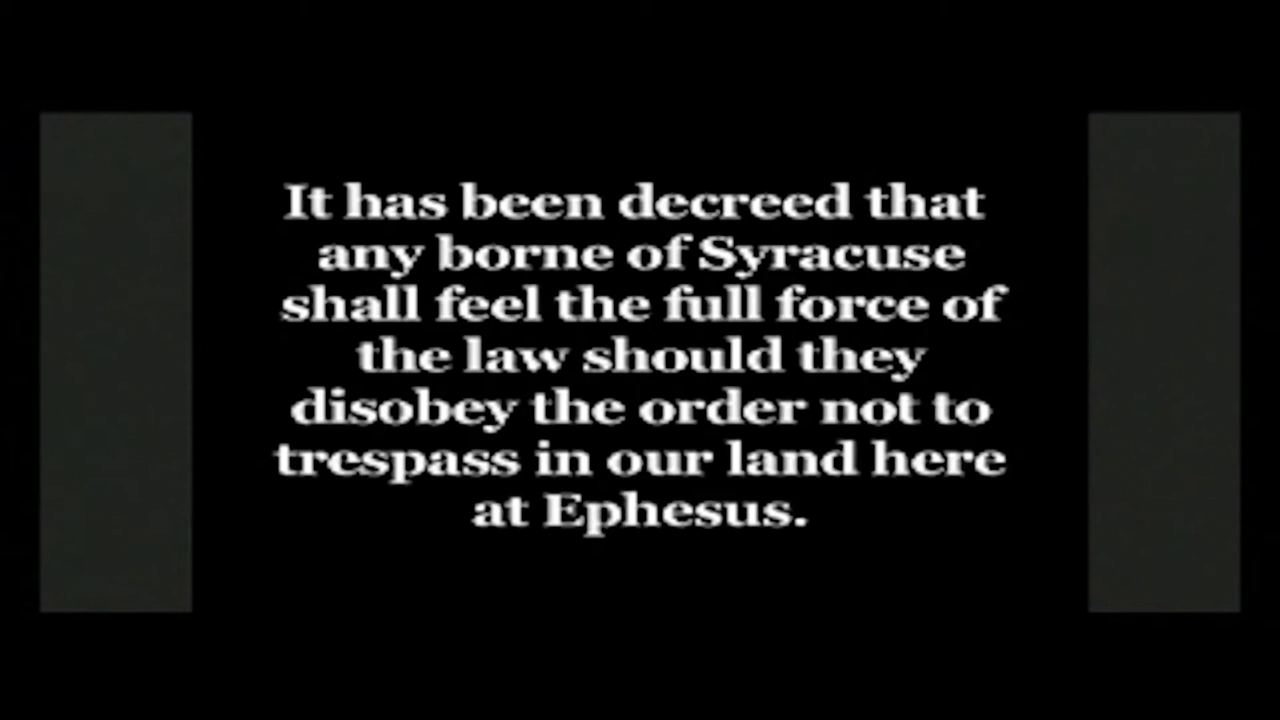 It has been decreed that
any borne of Syracuse
shall feel the full force of
the law should they
disobey the order not to
trespass in our land here
at Ephesus.